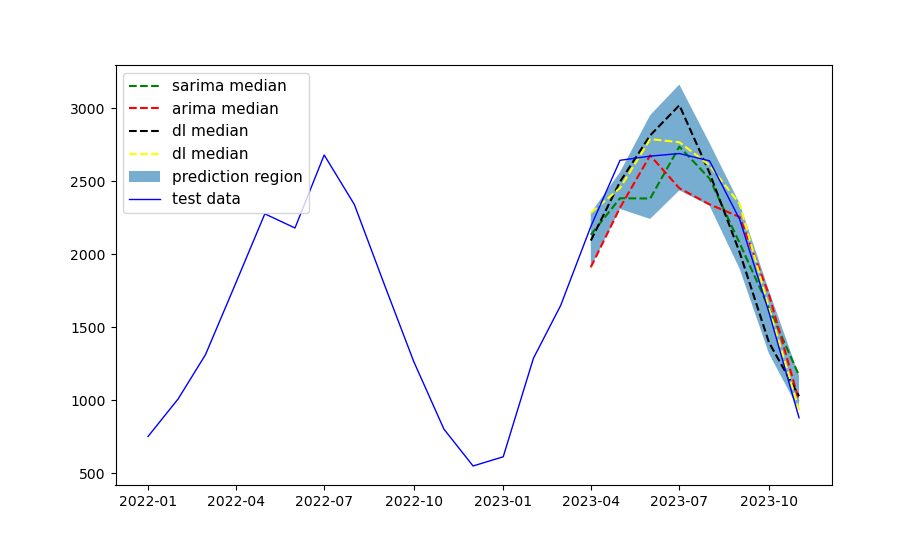 sarima median
arima median
dl median
dl median
prediction region
test data
3000
2500
2000
1500
1000
500
2022-01 2022-04 2022-07 2022-10 2023-01 2023-04 2023-07 2023-10